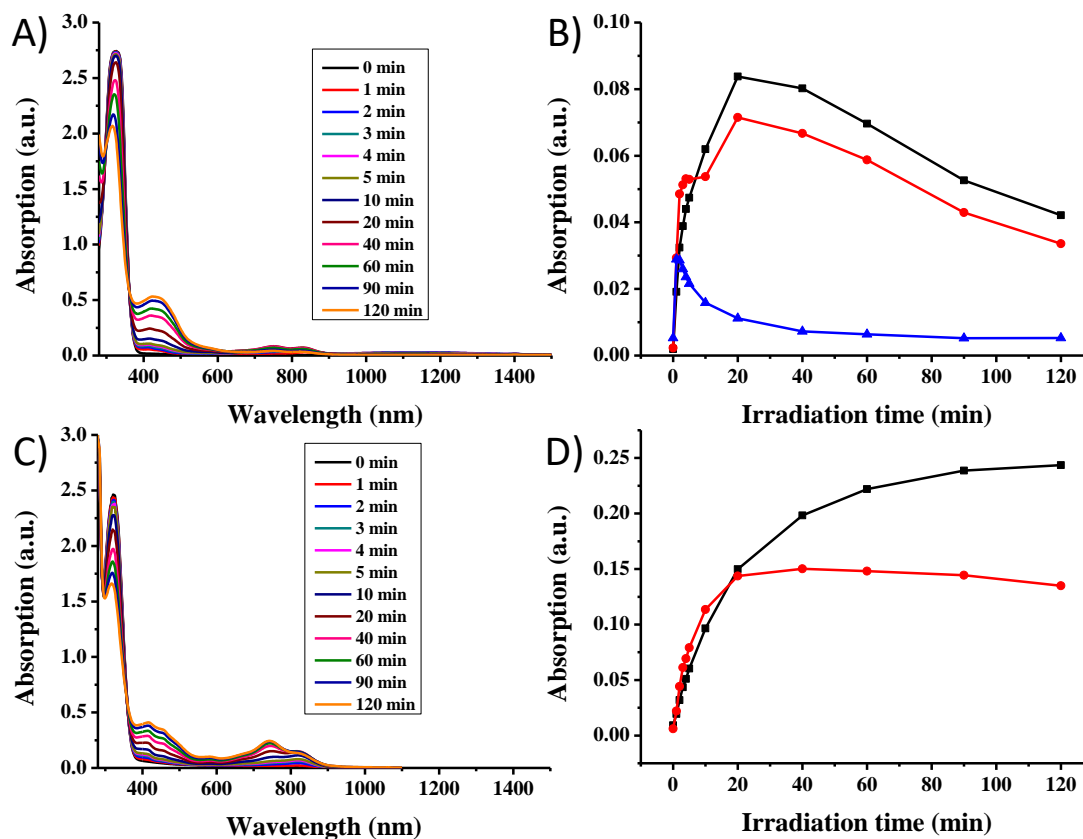 A)
3.0
2.5
2.0
1.5
1.0
0.5
0.0
Absorption (a.u.)
400 600 800 1000 1200 1400
Wavelength (nm)
0 min
1 min
2 min
3 min
4 min
5 min
10 min
20 min
40 min
60 min
90 min
120 min
B)
0.10
0.08
0.06
0.04
0.02
0.00
Absorption (a.u.)
0 20 40 60 80 100 120
Irradiation time (min)
C)
3.0
2.5
2.0
1.5
1.0
0.5
0.0
Absorption (a.u.)
400 600 800 1000 1200 1400
Wavelength (nm)
0 min
1 min
2 min
3 min
4 min
5 min
10 min
20 min
40 min
60 min
90 min
120 min
D)
0.25
0.20
0.15
0.10
0.05
0.00
Absorption (a.u.)
0 20 40 60 80 100 120
Irradiation time (min)